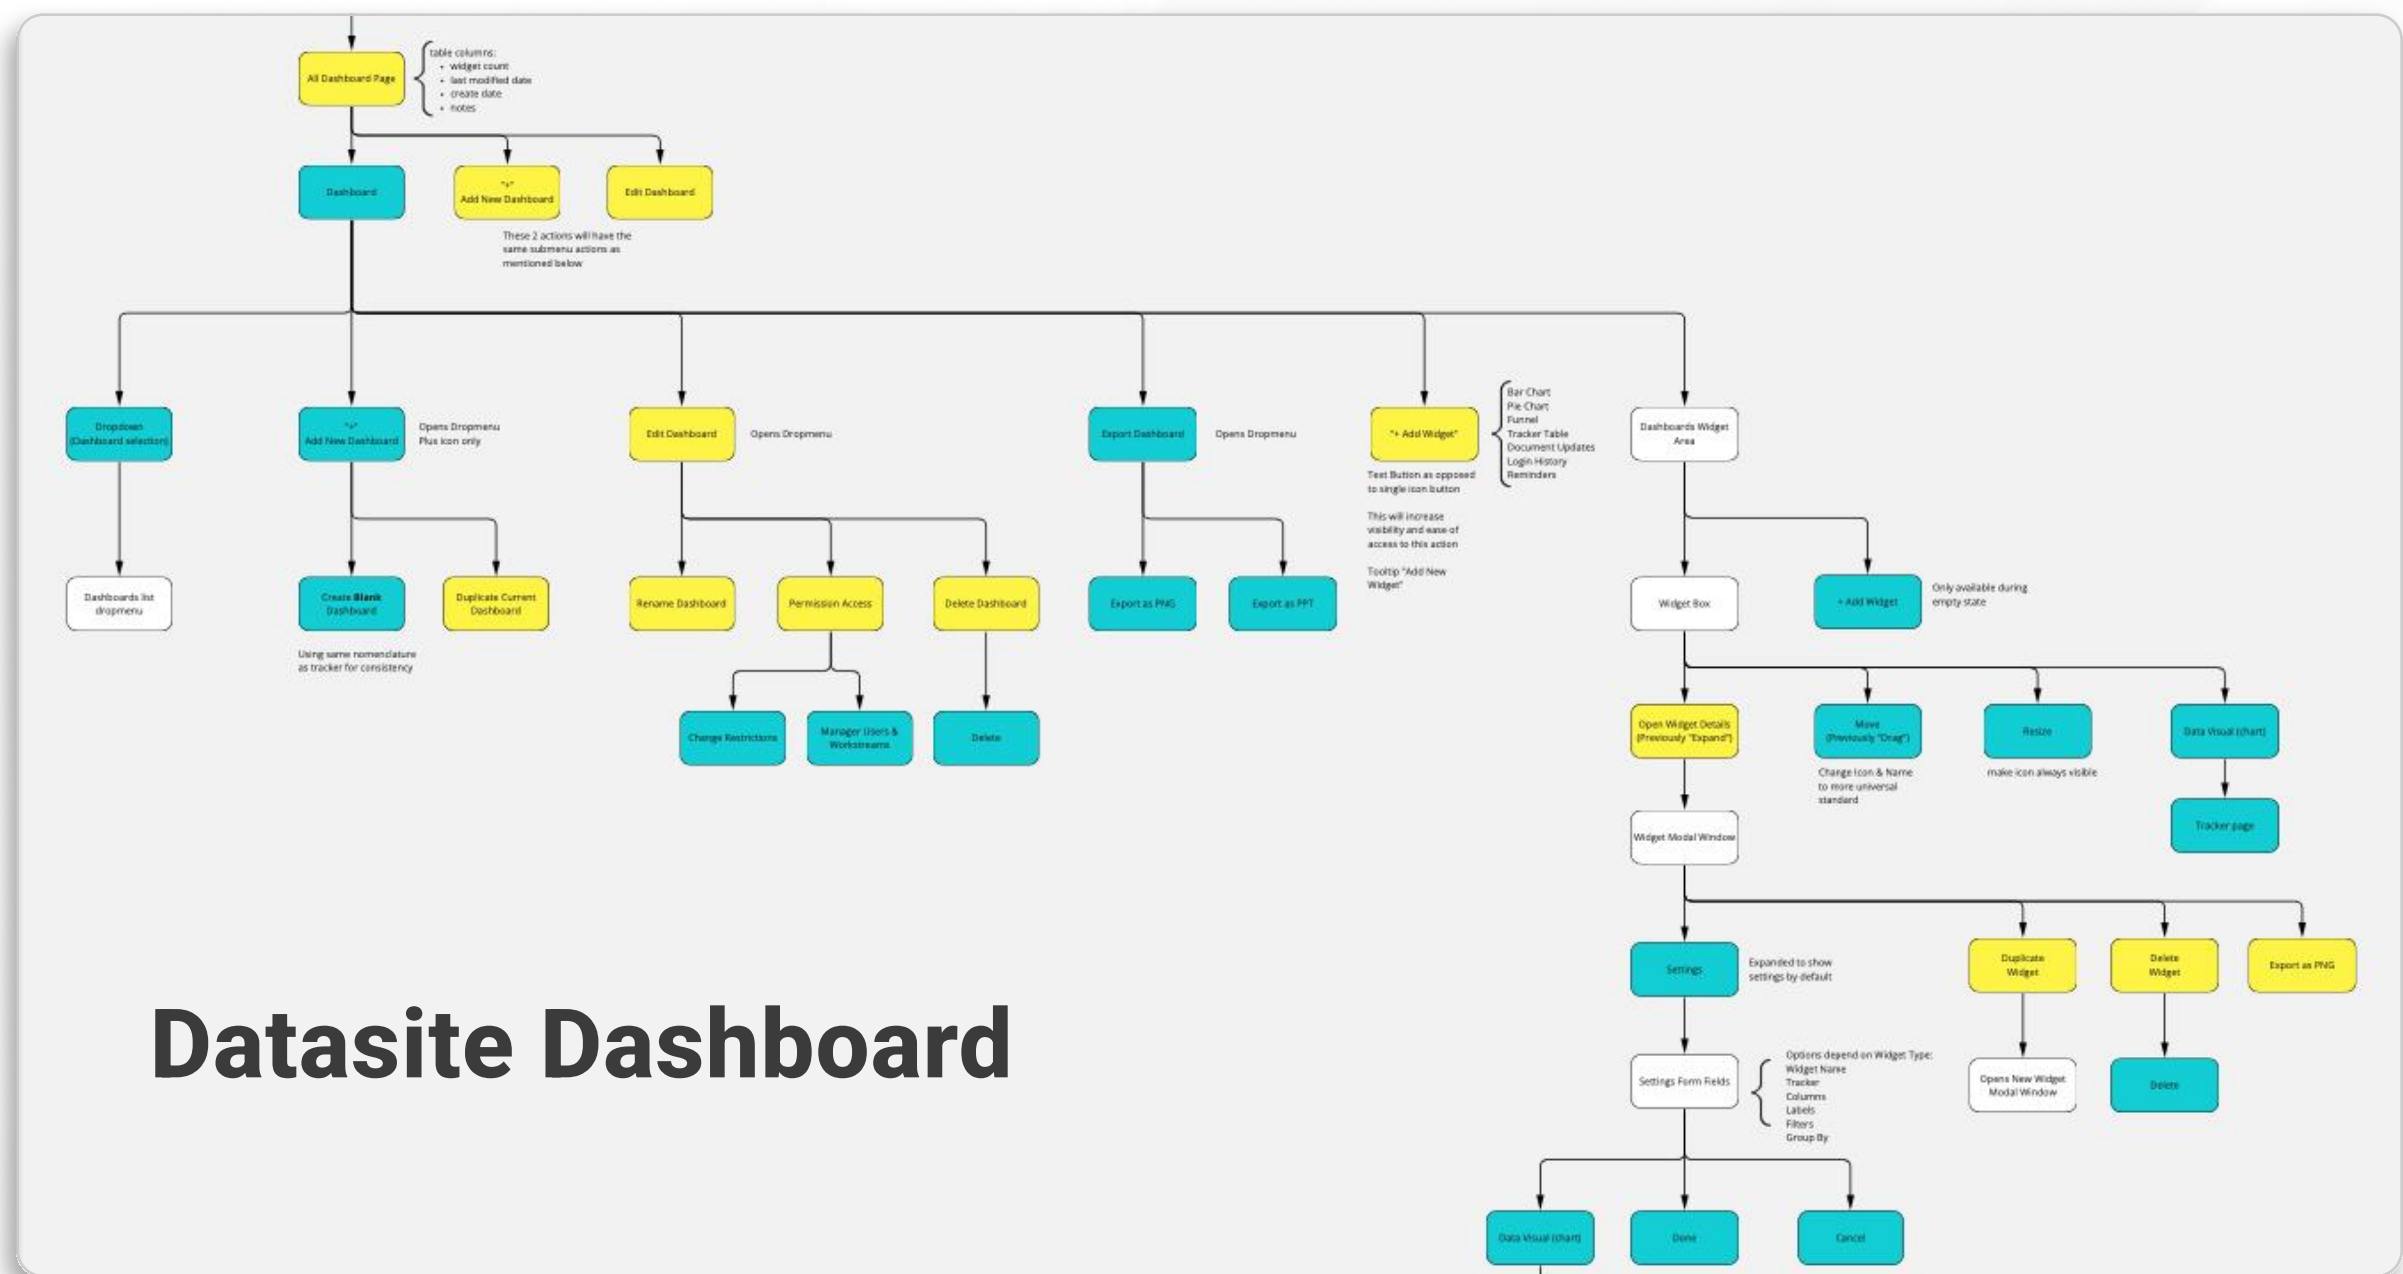 All Dashboard Page
table columns:
• widget count
• last modified date
• create date
• notes
Dashboard
"+"
Add New Dashboard
Edit Dashboard
These 2 actions will have the
same submenu actions as
mentioned below
Dropdown
(Dashboard selection)
"+"
Add New Dashboard
Opens Dropmenu
Plus icon only
Edit Dashboard
Opens Dropmenu
Export Dashboard
Opens Dropmenu
"+ Add Widget"
Bar Chart
Pie Chart
Funnel
Tracker Table
Document Updates
Login History
Reminders
Dashboards Widget
Area
Text Button as opposed
to single icon button
This will increase
visibility and ease of
access to this action
Tooltip "Add New
Widget"
Dashboards list
dropmenu
Create Blank
Dashboard
Duplicate Current
Dashboard
Rename Dashboard
Permission Access
Delete Dashboard
Export as PNG
Export as PPT
Widget Box
+ Add Widget
Only available during
empty state
Using same nomenclature
as tracker for consistency
Change Restrictions
Manager Users &
Workstreams
Delete
Open Widget Details
(Previously "Expand")
Move
(Previously "Drag")
Resize
Data Visual (chart)
Change Icon & Name
to more universal
standard
make icon always visible
Tracker page
Widget Modal Window
Settings
Expanded to show
settings by default
Duplicate
Widget
Delete
Widget
Export as PNG
Datasite Dashboard
Settings Form Fields
Options depend on Widget Type:
Widget Name
Tracker
Columns
Labels
Filters
Group By
Opens New Widget
Modal Window
Delete
Data Visual (chart)
Done
Cancel